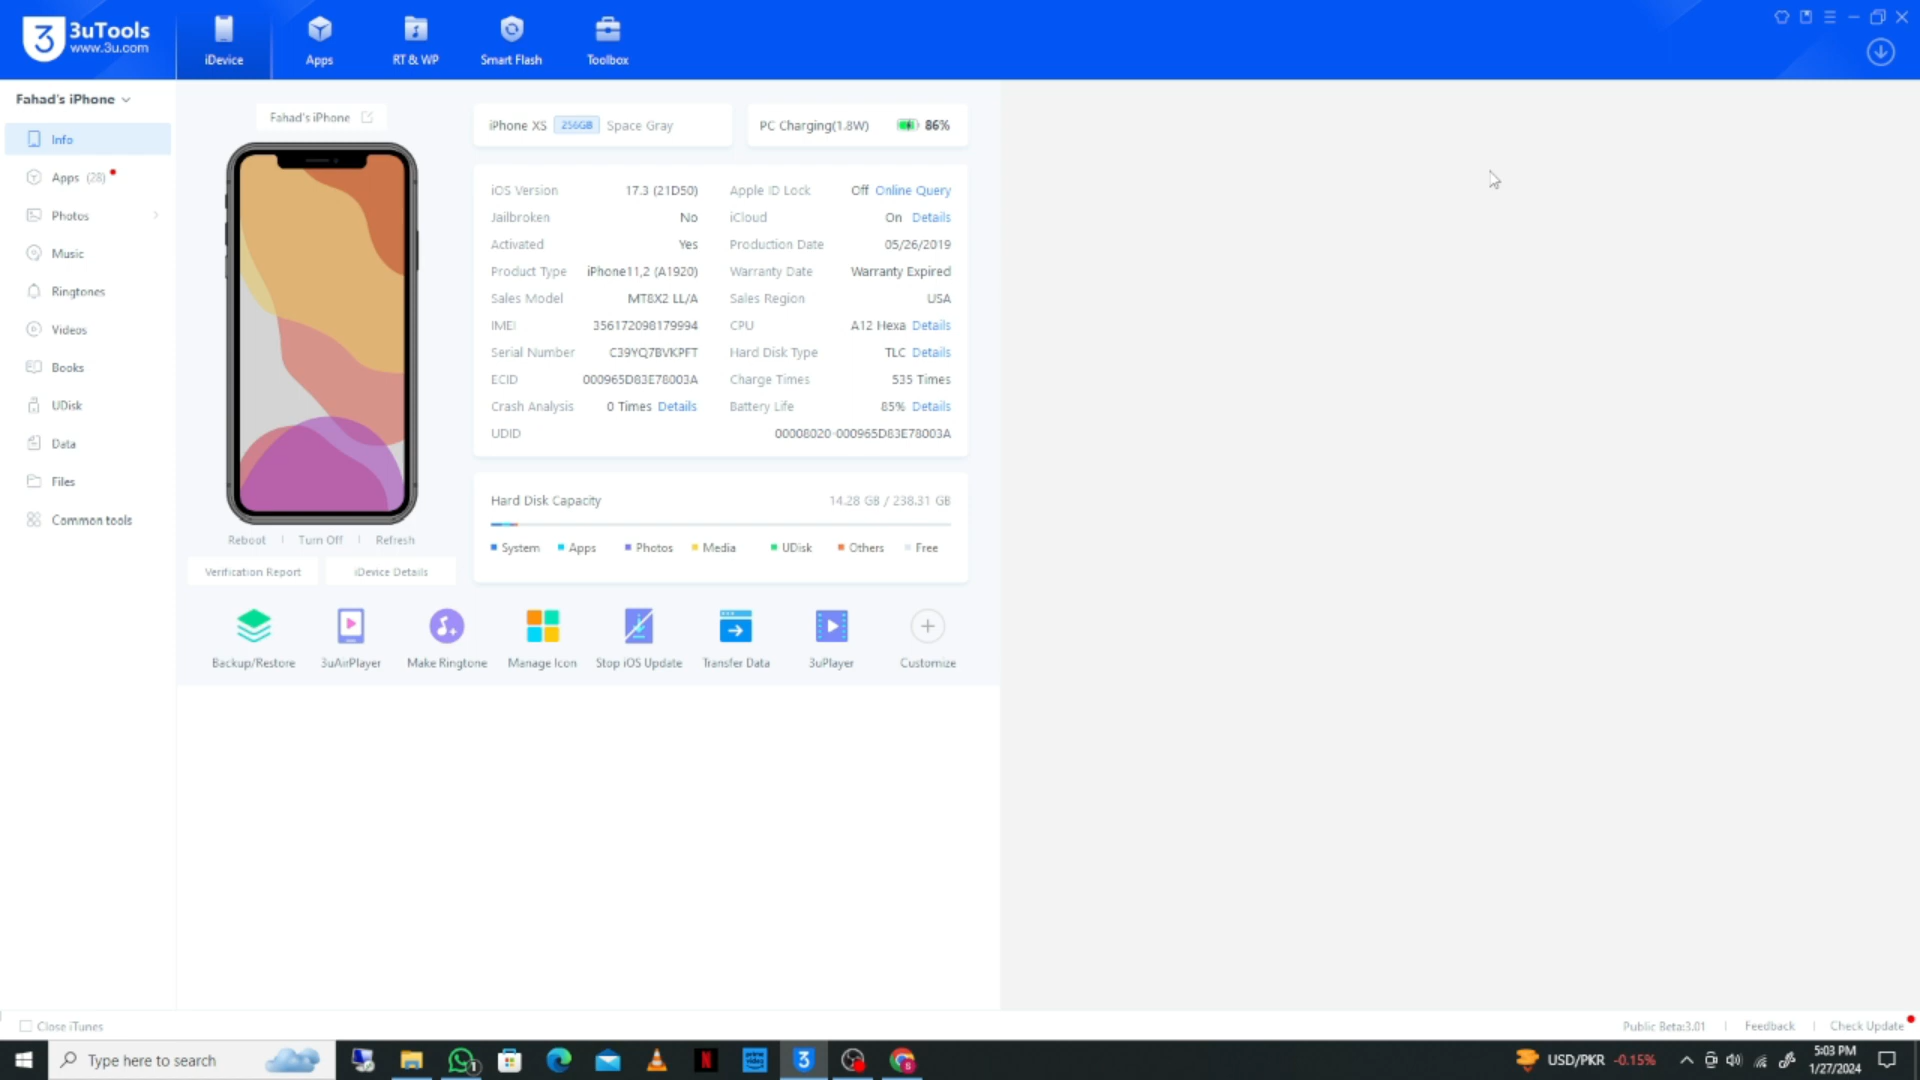 3 3uTools
www.3u.com
iDevice
Apps
RT & WP
Smart Flash
Toolbox
Fahad's iPhone
Info
Apps (28)
Photos
Music
Ringtones
Videos
Books
UDisk
Data
Files
Common tools
Fahad's iPhone
Reboot | Turn Off | Refresh
Verification Report
iDevice Details
iPhone XS 256GB Space Gray
PC Charging(1.8W) 86%
iOS Version 17.3 (21D50) Apple ID Lock Off Online Query
Jailbroken No iCloud On Details
Activated Yes Production Date 05/26/2019
Product Type iPhone11,2 (A1920) Warranty Date Warranty Expired
Sales Model MT8X2 LL/A Sales Region USA
IMEI 356172098179994 CPU A12 Hexa Details
Serial Number C39YQ7BVKPFT Hard Disk Type TLC Details
ECID 000965D83E78003A Charge Times 535 Times
Crash Analysis 0 Times Details Battery Life 85% Details
UDID 00008020-000965D83E78003A
Hard Disk Capacity 14.28 GB / 238.31 GB
System Apps Photos Media UDisk Others Free
Backup/Restore
3uAirPlayer
Make Ringtone
Manage Icon
Stop iOS Update
Transfer Data
3uPlayer
Customize
Close iTunes
Public Beta:3.01 | Feedback | Check Update
Type here to search
1
prime video
3
USD/PKR -0.15%
5:03 PM
1/27/2024